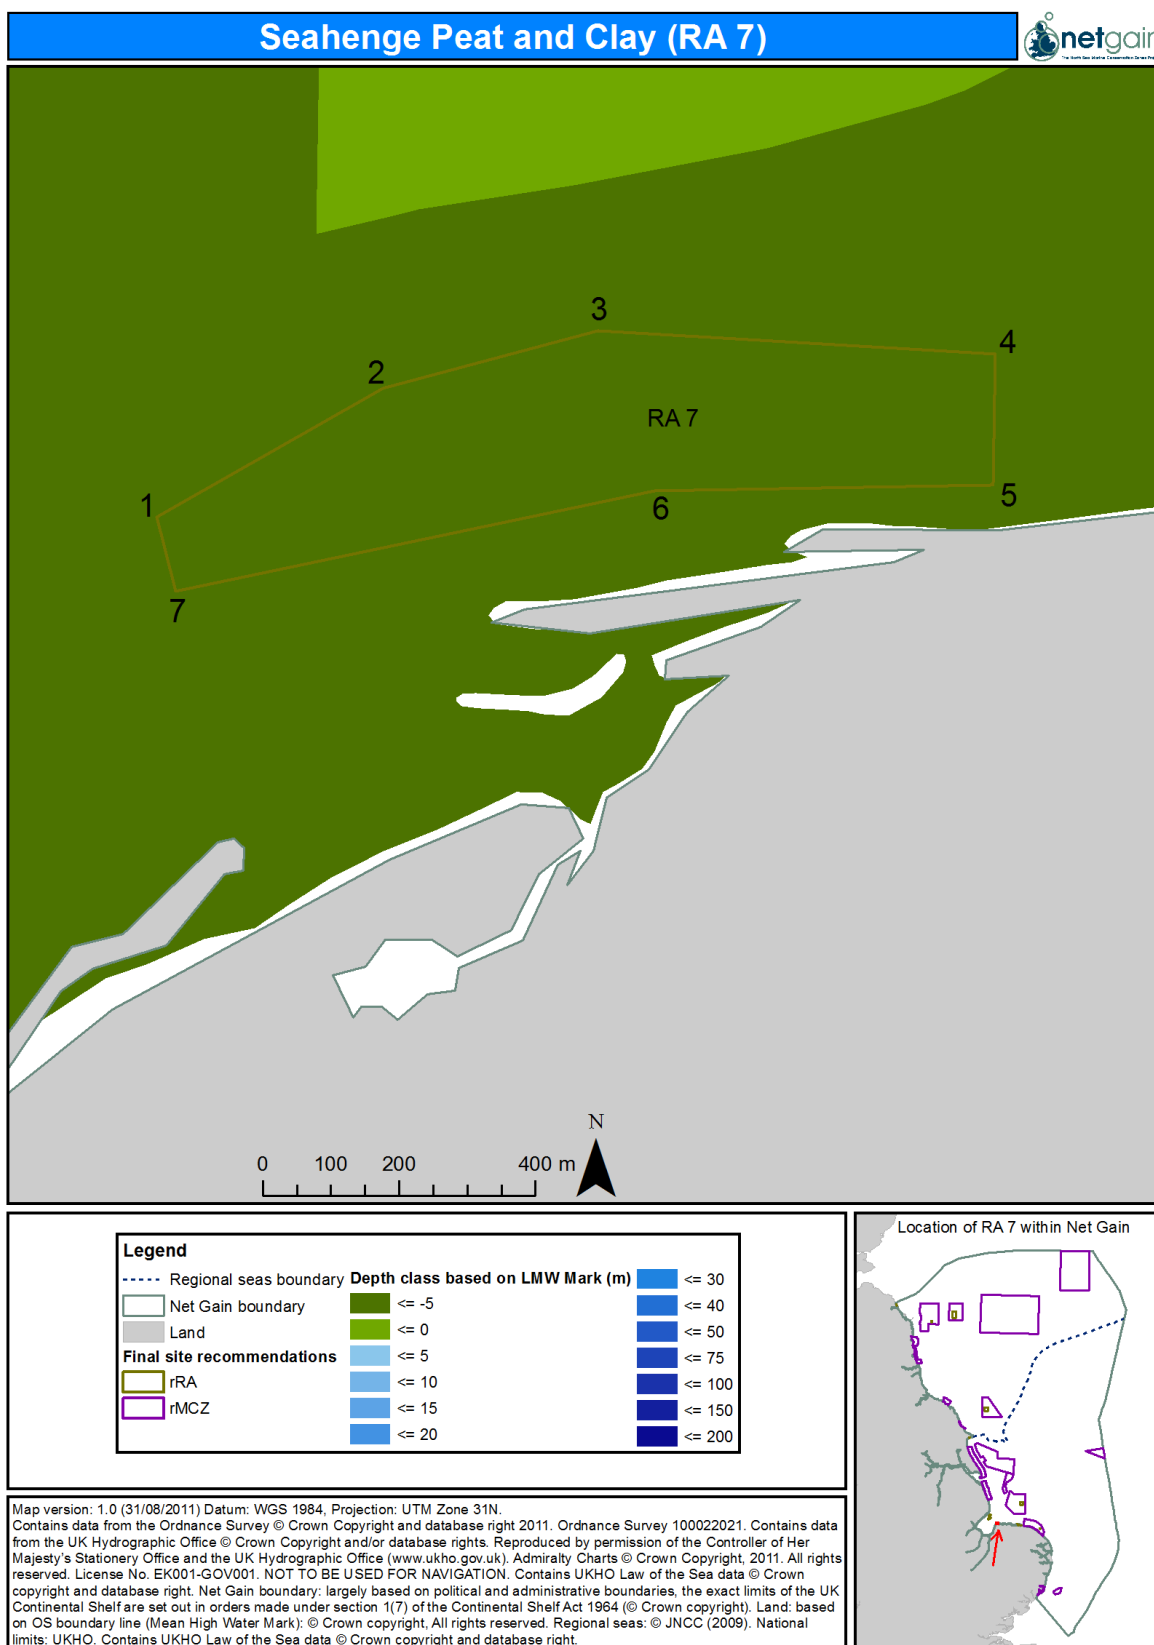 Seahenge Peat and Clay (RA 7)
netgain
3
4
2
RA 7
1
5
6
7
N
0 100 200 400 m
Legend
Regional seas boundary
Net Gain boundary
Land
Final site recommendations
rRA
rMCZ
Depth class based on LMW Mark (m)
<= -5
<= 0
<= 5
<= 10
<= 15
<= 20
<= 30
<= 40
<= 50
<= 75
<= 100
<= 150
<= 200
Location of RA 7 within Net Gain
Map version: 1.0 (31/08/2011) Datum: WGS 1984, Projection: UTM Zone 31N.
Contains data from the Ordnance Survey © Crown Copyright and database right 2011. Ordnance Survey 100022021. Contains data
from the UK Hydrographic Office © Crown Copyright and/or database rights. Reproduced by permission of the Controller of Her
Majesty's Stationery Office and the UK Hydrographic Office (www.ukho.gov.uk). Admiralty Charts © Crown Copyright, 2011. All rights
reserved. License No. EK001-GOV001. NOT TO BE USED FOR NAVIGATION. Contains UKHO Law of the Sea data © Crown
copyright and database right. Net Gain boundary: largely based on political and administrative boundaries, the exact limits of the UK
Continental Shelf are set out in orders made under section 1(7) of the Continental Shelf Act 1964 (© Crown copyright). Land: based
on OS boundary line (Mean High Water Mark): © Crown copyright, All rights reserved. Regional seas: © JNCC (2009). National
limits: UKHO. Contains UKHO Law of the Sea data © Crown copyright and database right.